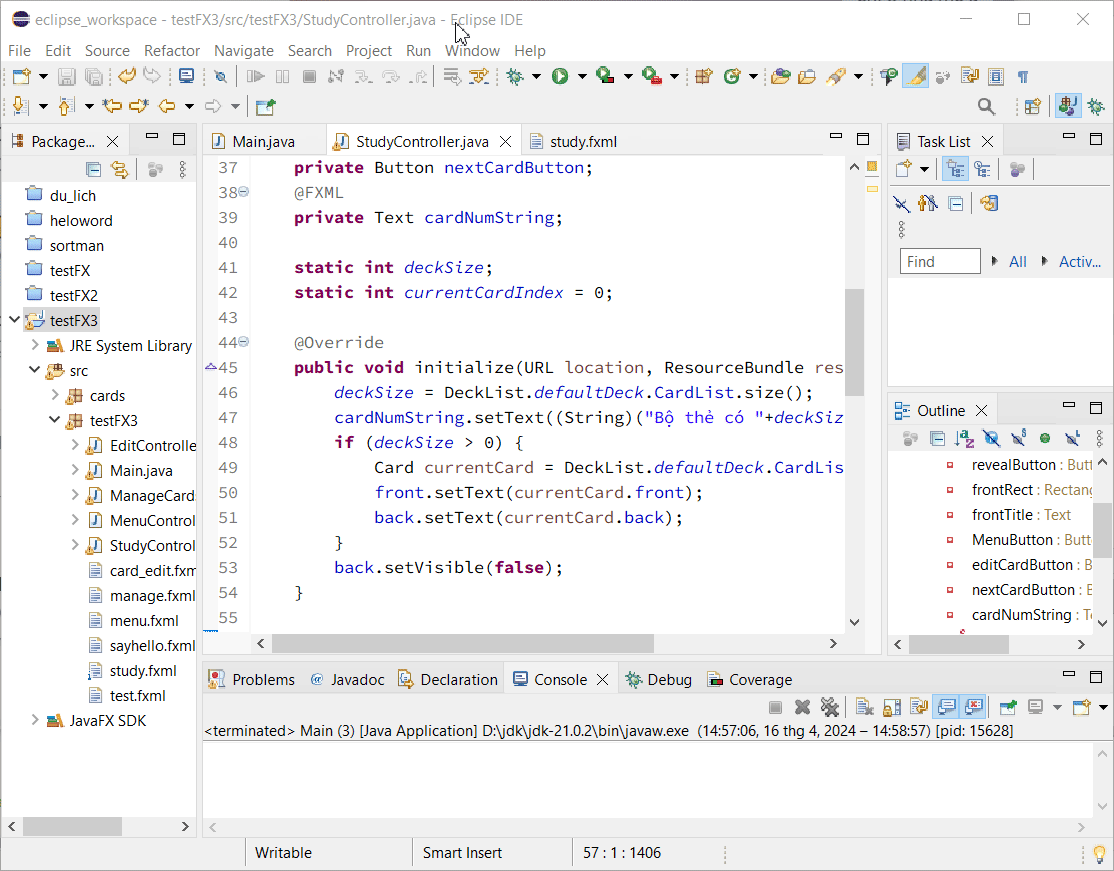 eclipse_workspace - testFX3/src/testFX3/StudyController.java - Eclipse IDE
File Edit Source Refactor Navigate Search Project Run Window Help
Package...
du_lich
heloword
sortman
testFX
testFX2
testFX3
JRE System Library
src
cards
testFX3
EditControlle
Main.java
ManageCard
MenuControl
StudyControl
card_edit.fxm
manage.fxml
menu.fxml
sayhello.fxml
study.fxml
test.fxml
JavaFX SDK
Main.java StudyController.java study.fxml
37 private Button nextCardButton;
38 @FXML
39 private Text cardNumString;
40
41 static int deckSize;
42 static int currentCardIndex = 0;
43
44 @Override
45 public void initialize(URL location, ResourceBundle res
46 deckSize = DeckList.defaultDeck.CardList.size();
47 cardNumString.setText((String)("Bộ thẻ có "+deckSiz
48 if (deckSize > 0) {
49 Card currentCard = DeckList.defaultDeck.CardLis
50 front.setText(currentCard.front);
51 back.setText(currentCard.back);
52 }
53 back.setVisible(false);
54 }
55
Task List
Find All Activ...
Outline
revealButton : Butt
frontRect : Rectang
frontTitle : Text
MenuButton : Butt
editCardButton : B
nextCardButton : B
cardNumString : Te
Problems Javadoc Declaration Console Debug Coverage
<terminated> Main (3) [Java Application] D:\jdk\jdk-21.0.2\bin\javaw.exe (14:57:06, 16 thg 4, 2024 – 14:58:57) [pid: 15628]
Writable Smart Insert 57 : 1 : 1406